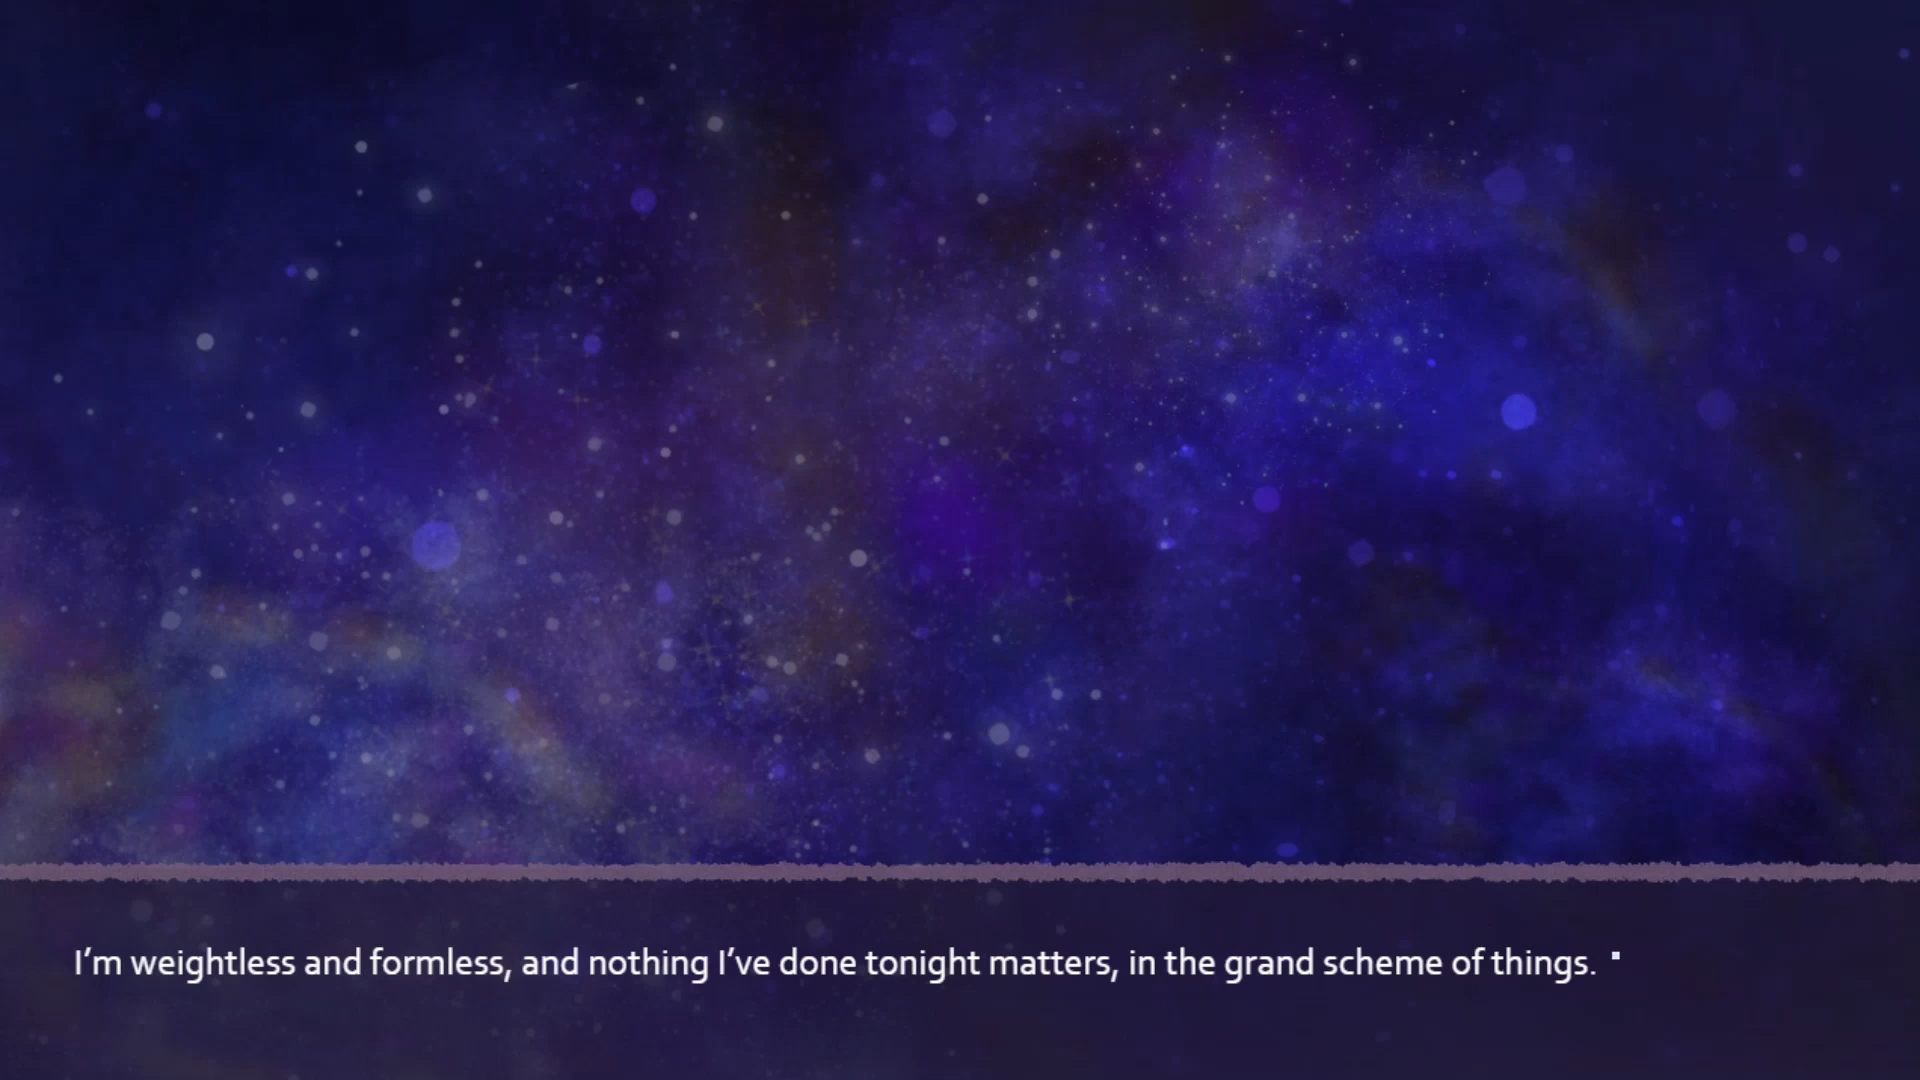 I’m weightless and formless, and nothing I’ve done tonight matters, in the grand scheme of things.